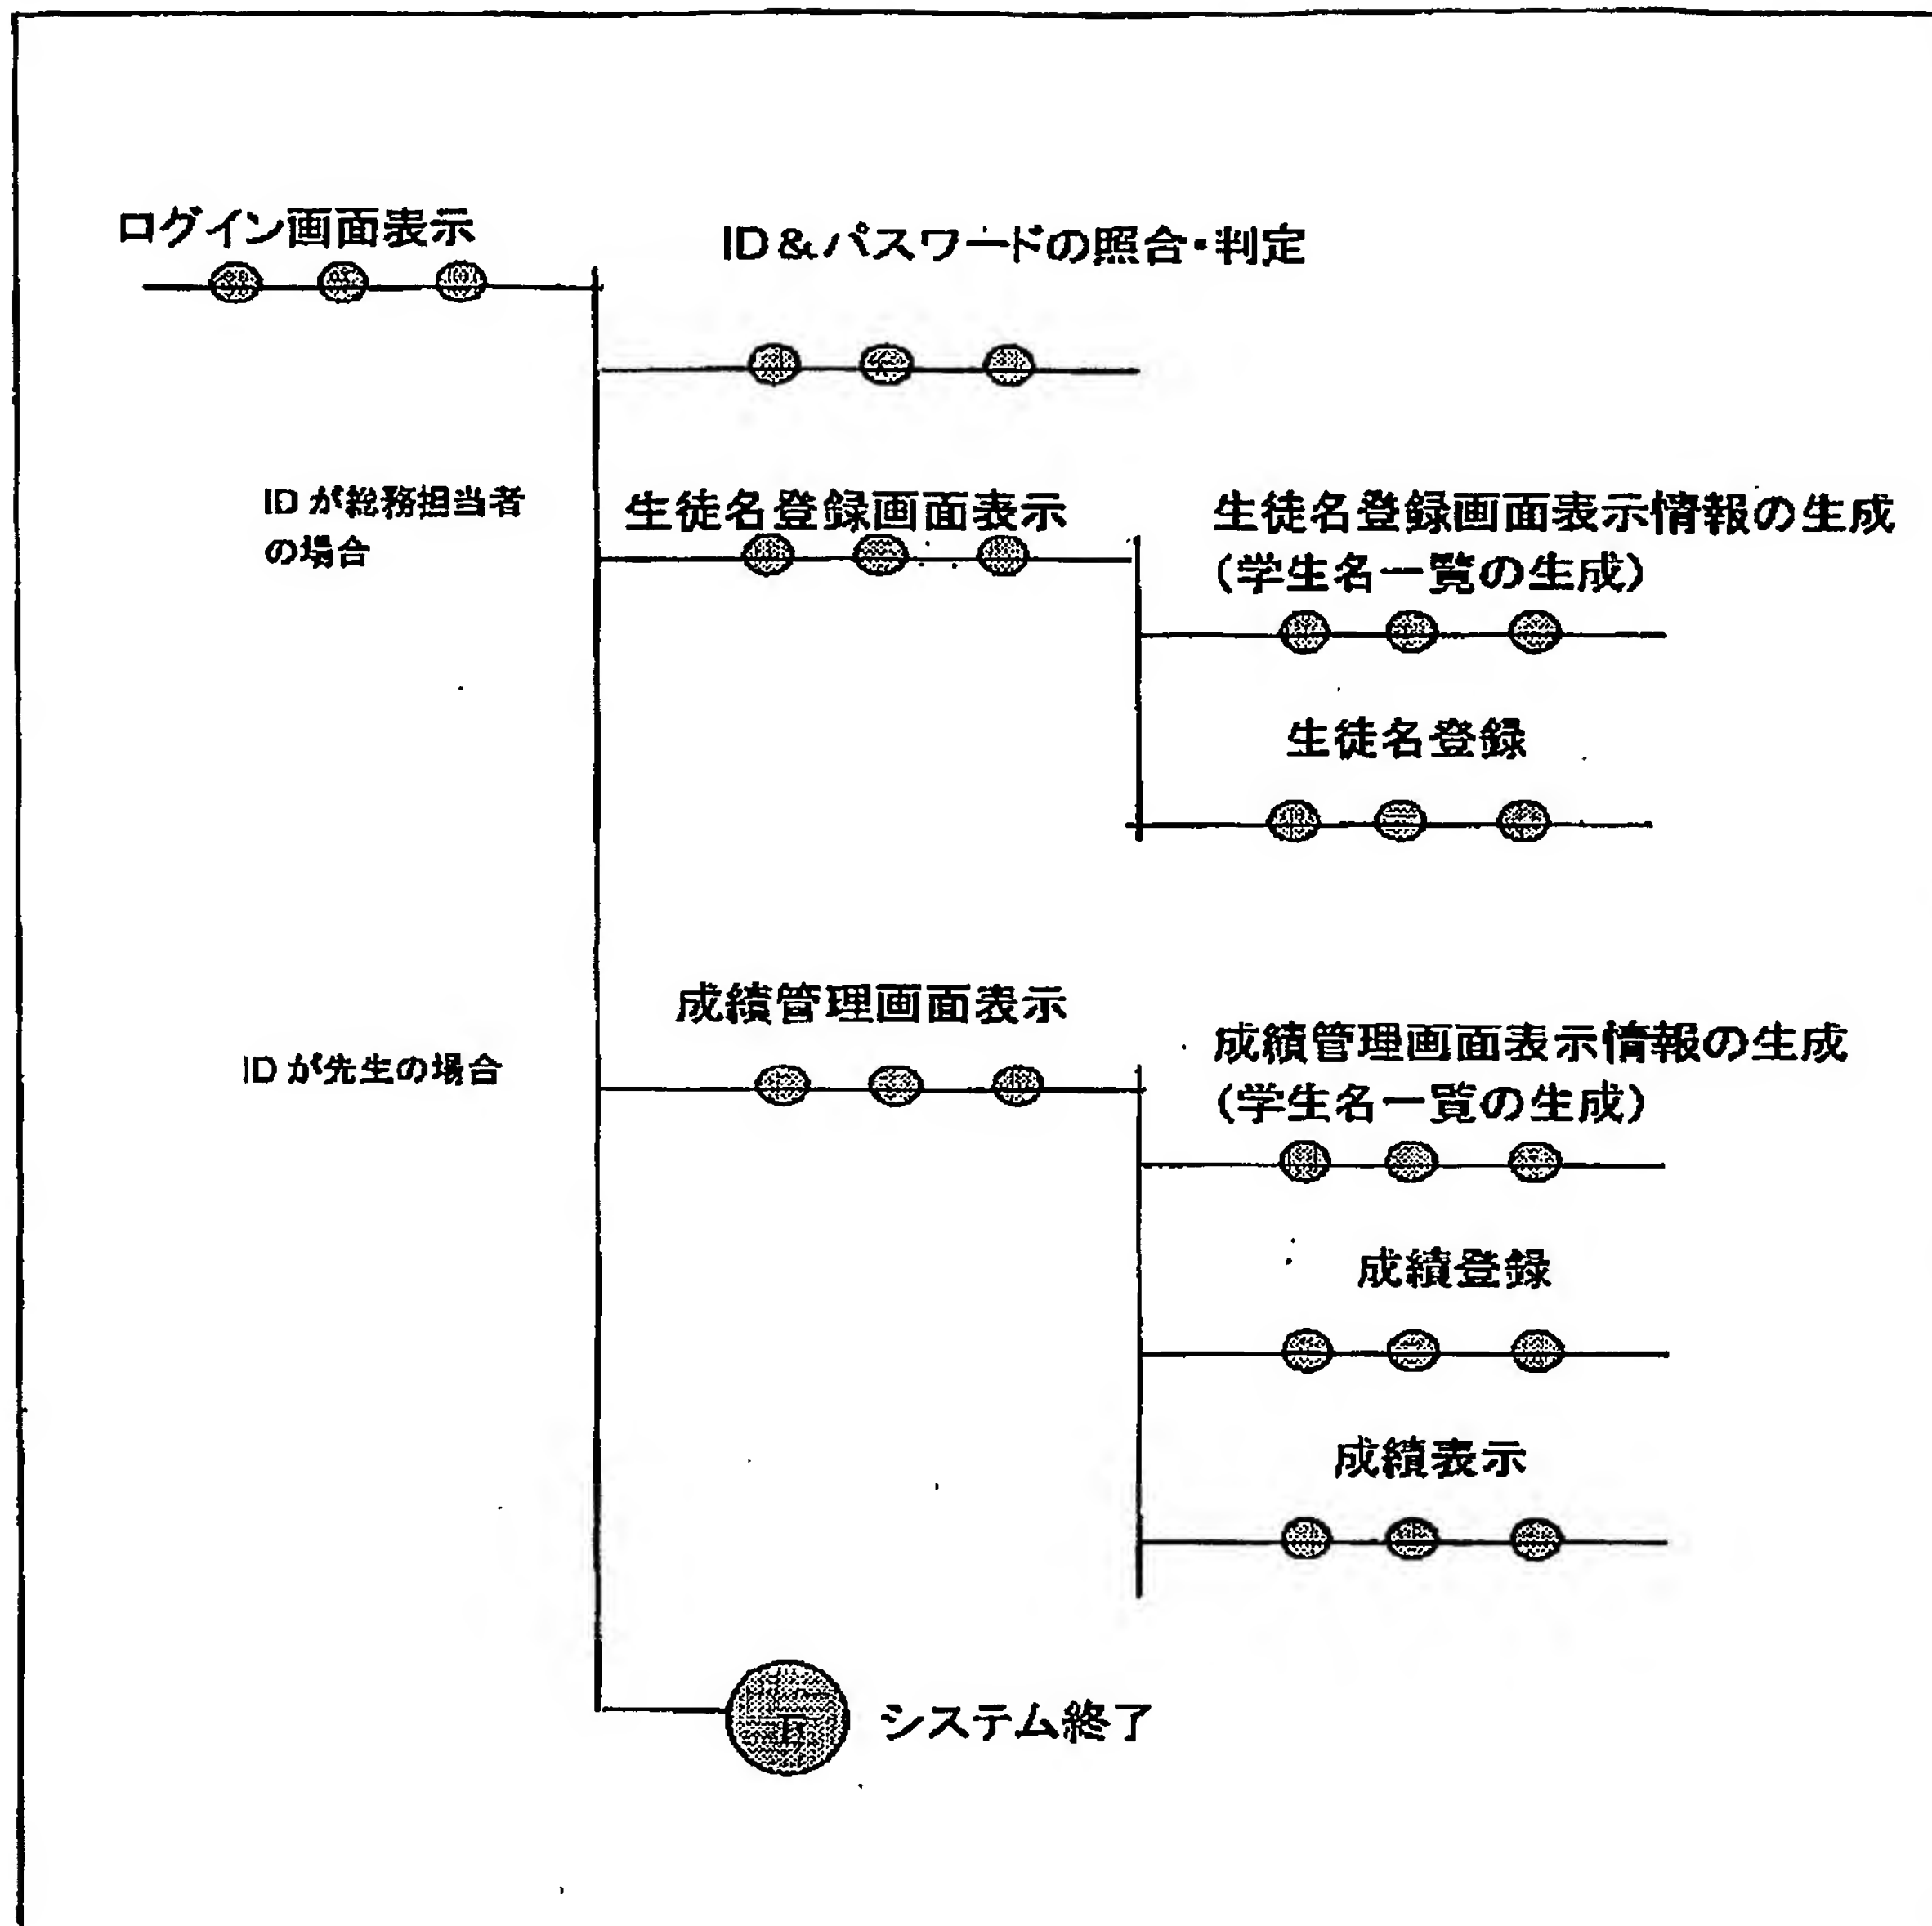 ログイン画面表示
ID&パスワードの照合・判定
IDが総務担当者
の場合
生徒名登録画面表示
生徒名登録画面表示情報の生成
(学生名一覧の生成)
生徒名登録
成績管理画面表示
IDが先生の場合
成績管理画面表示情報の生成
(学生名一覧の生成)
成績登録
成績表示
システム終了